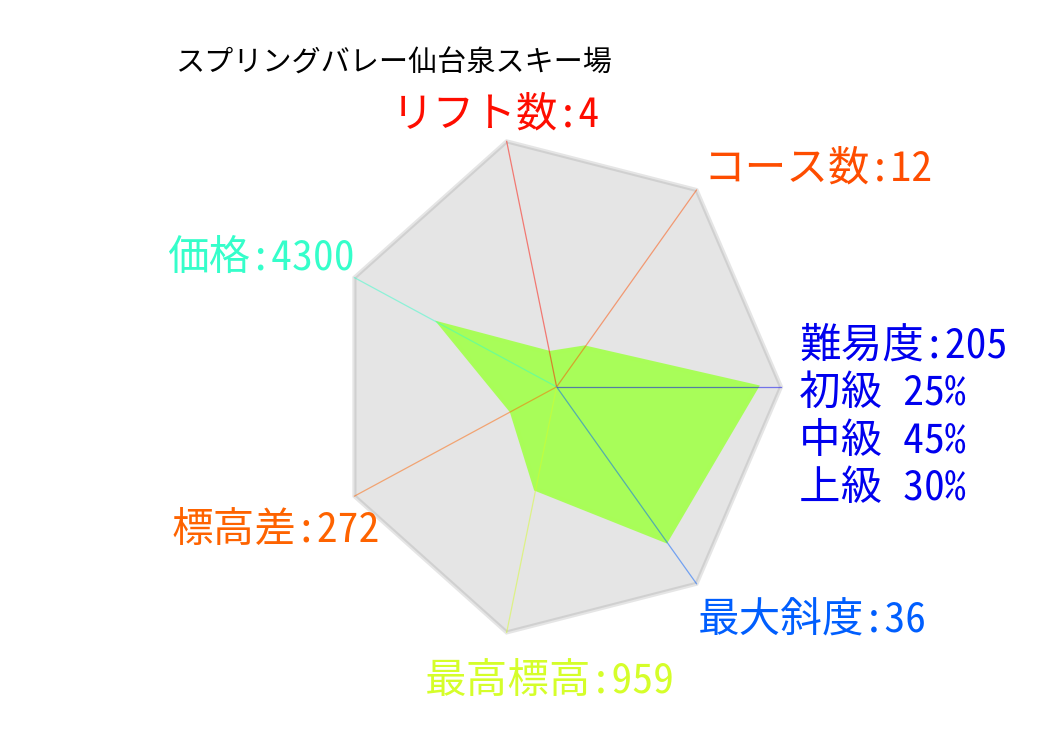 スプリングバレー仙台泉スキー場
リフト数:4
コース数:12
価格:4300
難易度:205
初級 25%
中級 45%
上級 30%
標高差:272
最大斜度:36
最高標高:959